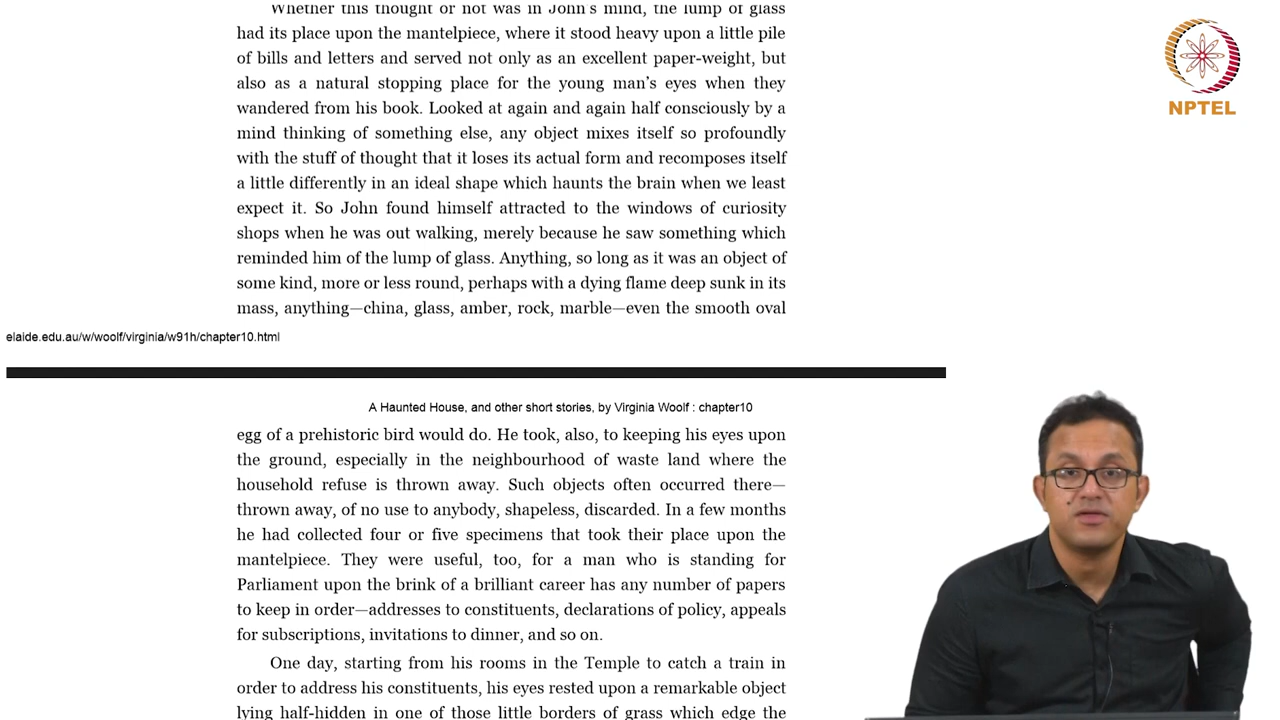 Whether this thought or not was in John's mind, the lump of glass
had its place upon the mantelpiece, where it stood heavy upon a little pile
of bills and letters and served not only as an excellent paper-weight, but
also as a natural stopping place for the young man's eyes when they
wandered from his book. Looked at again and again half consciously by a
mind thinking of something else, any object mixes itself so profoundly
with the stuff of thought that it loses its actual form and recomposes itself
a little differently in an ideal shape which haunts the brain when we least
expect it. So John found himself attracted to the windows of curiosity
shops when he was out walking, merely because he saw something which
reminded him of the lump of glass. Anything, so long as it was an object of
some kind, more or less round, perhaps with a dying flame deep sunk in its
mass, anything—china, glass, amber, rock, marble—even the smooth oval
elaide.edu.au/w/woolf/virginia/w91h/chapter10.html
A Haunted House, and other short stories, by Virginia Woolf : chapter10
egg of a prehistoric bird would do. He took, also, to keeping his eyes upon
the ground, especially in the neighbourhood of waste land where the
household refuse is thrown away. Such objects often occurred there—
thrown away, of no use to anybody, shapeless, discarded. In a few months
he had collected four or five specimens that took their place upon the
mantelpiece. They were useful, too, for a man who is standing for
Parliament upon the brink of a brilliant career has any number of papers
to keep in order—addresses to constituents, declarations of policy, appeals
for subscriptions, invitations to dinner, and so on.
One day, starting from his rooms in the Temple to catch a train in
order to address his constituents, his eyes rested upon a remarkable object
lying half-hidden in one of those little borders of grass which edge the
NPTEL